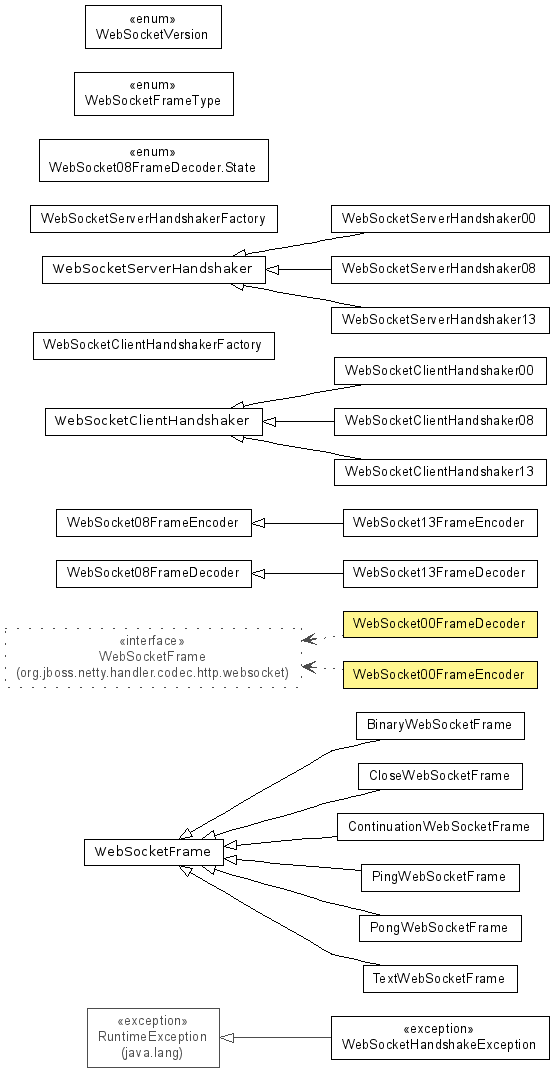 «enum»
WebSocketVersion
«enum»
WebSocketFrameType
«enum»
WebSocket08FrameDecoder.State
WebSocketServerHandshakerFactory
WebSocketServerHandshaker00
WebSocketServerHandshaker
WebSocketServerHandshaker08
WebSocketServerHandshaker13
WebSocketClientHandshakerFactory
WebSocketClientHandshaker00
WebSocketClientHandshaker
WebSocketClientHandshaker08
WebSocketClientHandshaker13
WebSocket08FrameEncoder
WebSocket13FrameEncoder
WebSocket08FrameDecoder
WebSocket13FrameDecoder
«interface»
WebSocketFrame
(org.jboss.netty.handler.codec.http.websocket)
WebSocket00FrameDecoder
WebSocket00FrameEncoder
BinaryWebSocketFrame
CloseWebSocketFrame
ContinuationWebSocketFrame
WebSocketFrame
PingWebSocketFrame
PongWebSocketFrame
TextWebSocketFrame
«exception»
RuntimeException
(java.lang)
«exception»
WebSocketHandshakeException